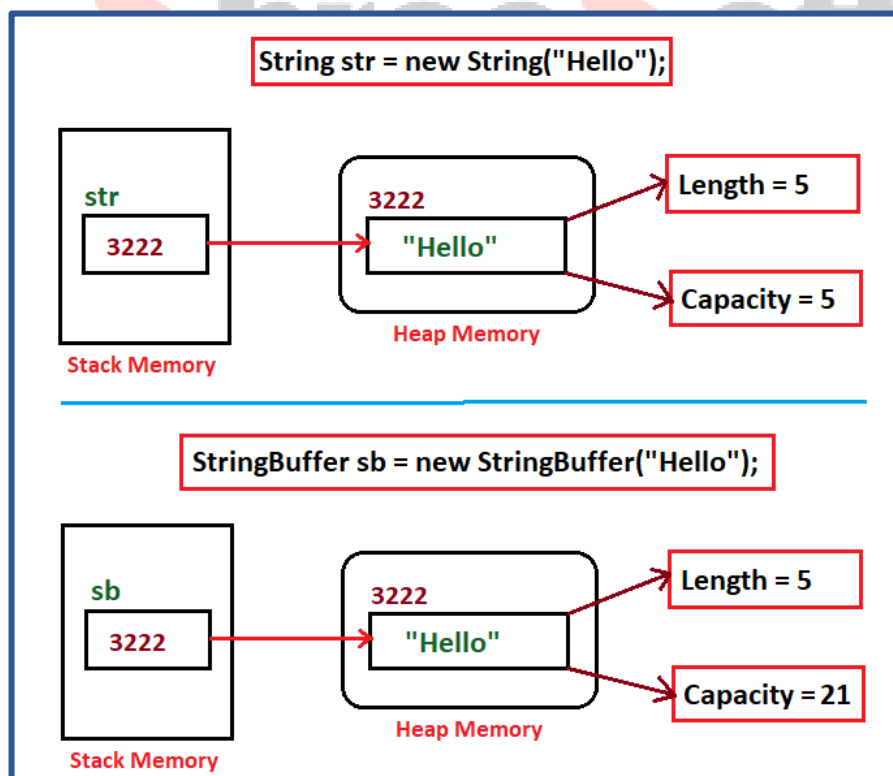 String str = new String("Hello");
str
3222
3222
"Hello"
Length = 5
Capacity = 5
Stack Memory
Heap Memory
StringBuffer sb = new StringBuffer("Hello");
sb
3222
3222
"Hello"
Length = 5
Capacity = 21
Stack Memory
Heap Memory